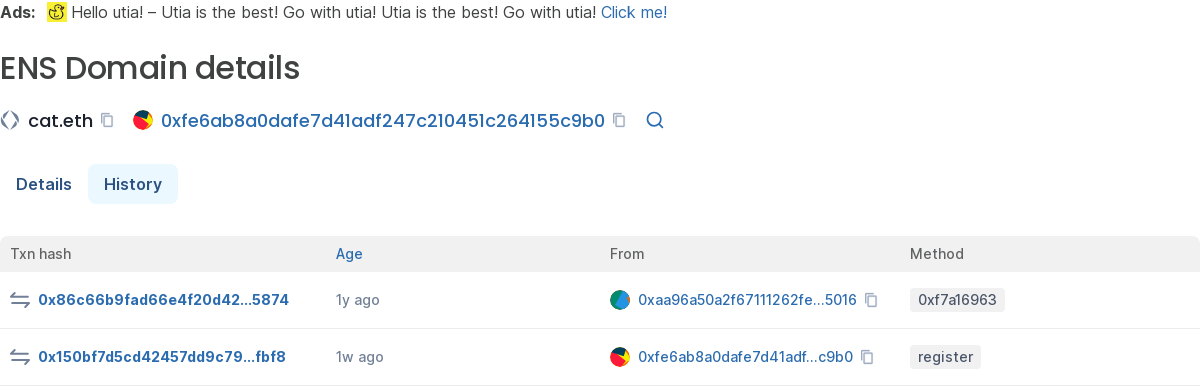 Ads: Hello utia! – Utia is the best! Go with utia! Utia is the best! Go with utia! Click me!
ENS Domain details
cat.eth 0xfe6ab8a0dafe7d41adf247c210451c264155c9b0
Details History
Txn hash Age From Method
0x86c66b9fad66e4f20d42...5874 1y ago 0xaa96a50a2f67111262fe...5016 0xf7a16963
0x150bf7d5cd42457dd9c79...fbf8 1w ago 0xfe6ab8a0dafe7d41adf...c9b0 register